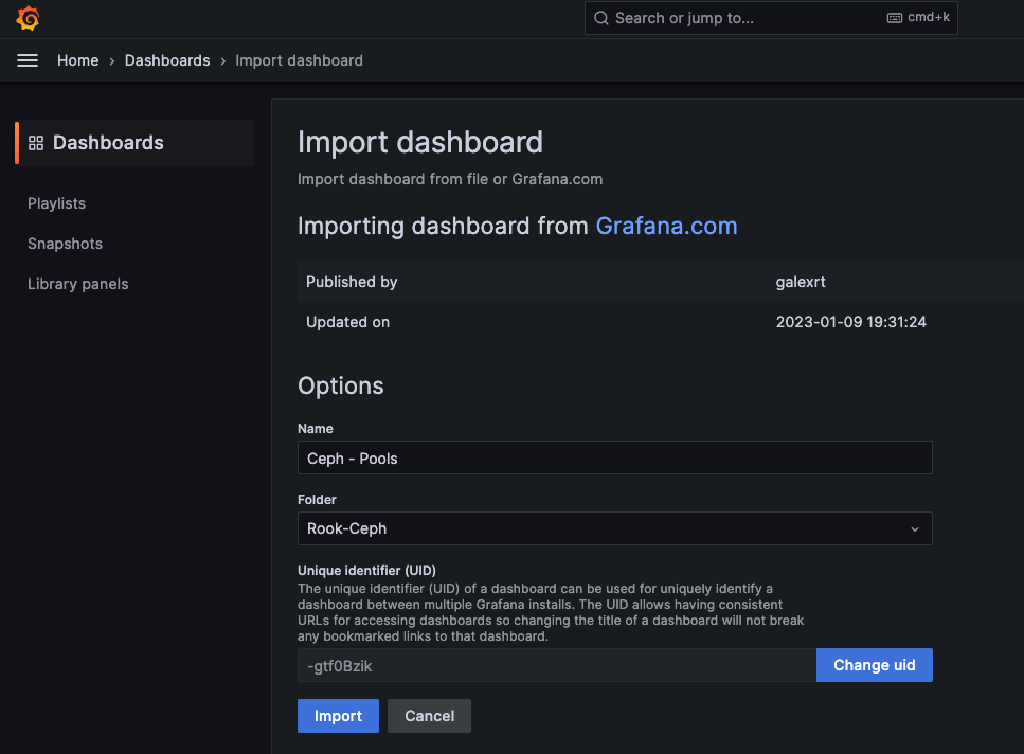 Search or jump to... cmd+k
Home › Dashboards › Import dashboard
Dashboards
Playlists
Snapshots
Library panels
Import dashboard
Import dashboard from file or Grafana.com
Importing dashboard from Grafana.com
Published by galexrt
Updated on 2023-01-09 19:31:24
Options
Name
Ceph - Pools
Folder
Rook-Ceph
Unique identifier (UID)
The unique identifier (UID) of a dashboard can be used for uniquely identify a
dashboard between multiple Grafana installs. The UID allows having consistent
URLs for accessing dashboards so changing the title of a dashboard will not break
any bookmarked links to that dashboard.
-gtf0Bzik Change uid
Import Cancel